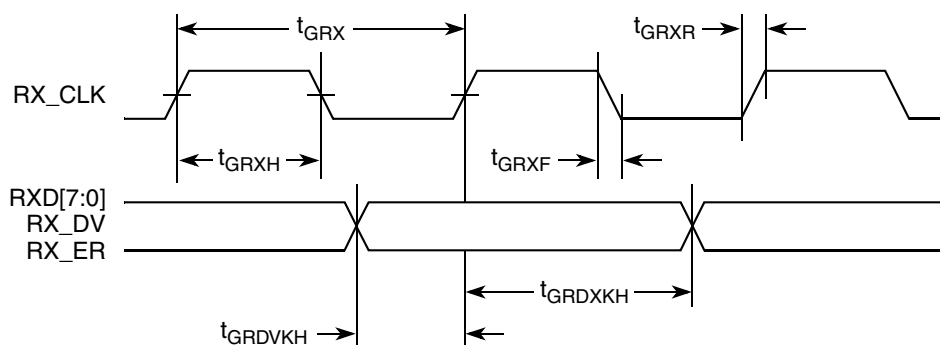 tGRX
tGRXR
RX_CLK
tGRXH
tGRXF
RXD[7:0]
RX_DV
RX_ER
tGRDXKH
tGRDVKH